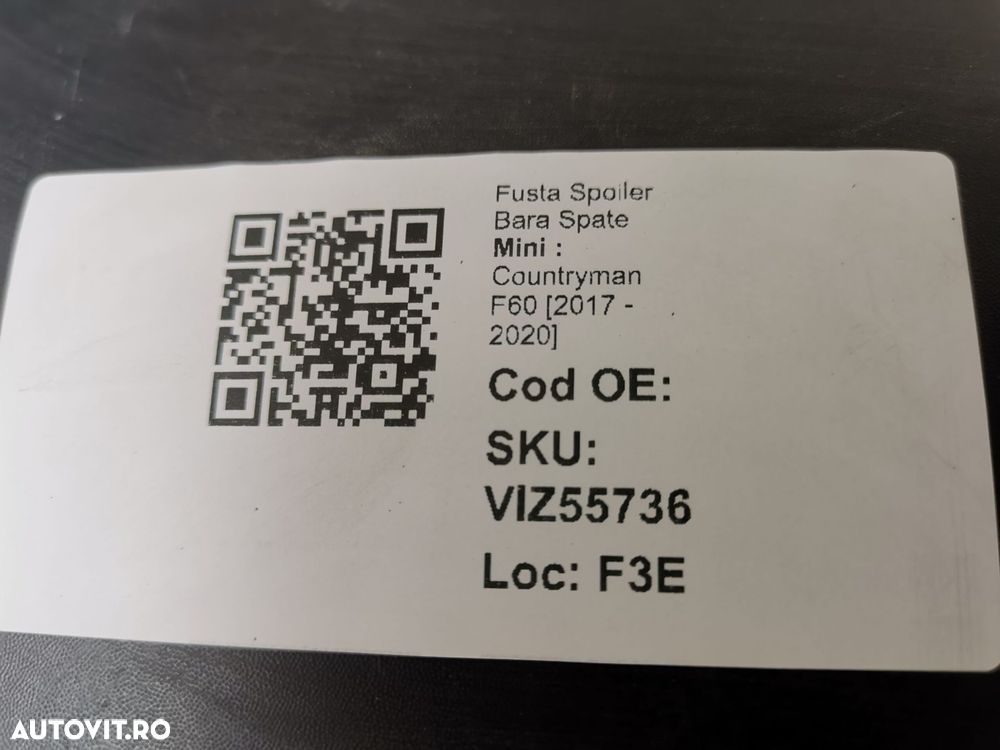 Fusta Spoiler
Bara Spate
Mini :
Countryman
F60 [2017 -
2020]
Cod OE:
SKU:
VIZ55736
Loc: F3E
AUTOVIT.RO